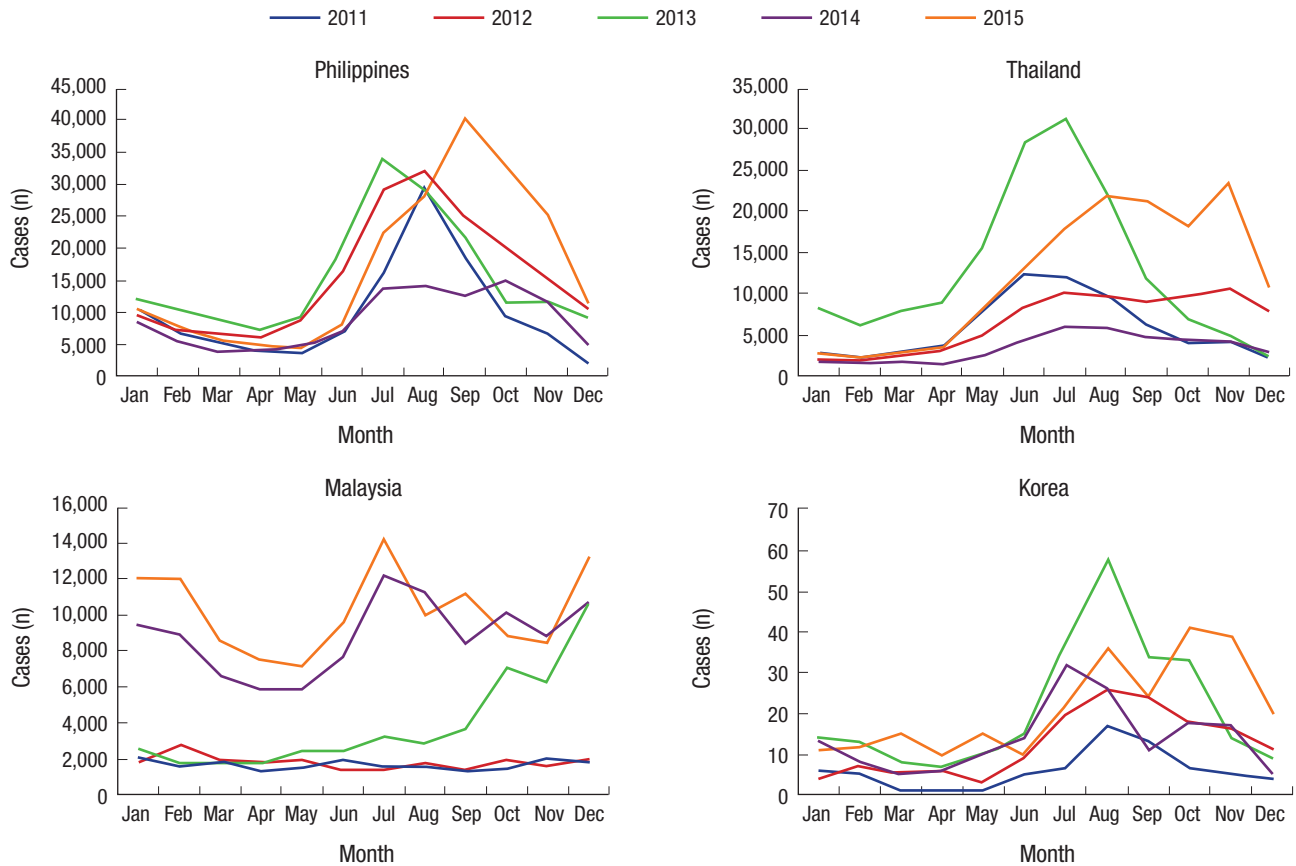 2011 2012 2013 2014 2015
Philippines
Cases (n)
45,000
40,000
35,000
30,000
25,000
20,000
15,000
10,000
5,000
0
Jan Feb Mar Apr May Jun Jul Aug Sep Oct Nov Dec
Month
Thailand
Cases (n)
35,000
30,000
25,000
20,000
15,000
10,000
5,000
0
Jan Feb Mar Apr May Jun Jul Aug Sep Oct Nov Dec
Month
Malaysia
Cases (n)
16,000
14,000
12,000
10,000
8,000
6,000
4,000
2,000
0
Jan Feb Mar Apr May Jun Jul Aug Sep Oct Nov Dec
Month
Korea
Cases (n)
70
60
50
40
30
20
10
0
Jan Feb Mar Apr May Jun Jul Aug Sep Oct Nov Dec
Month